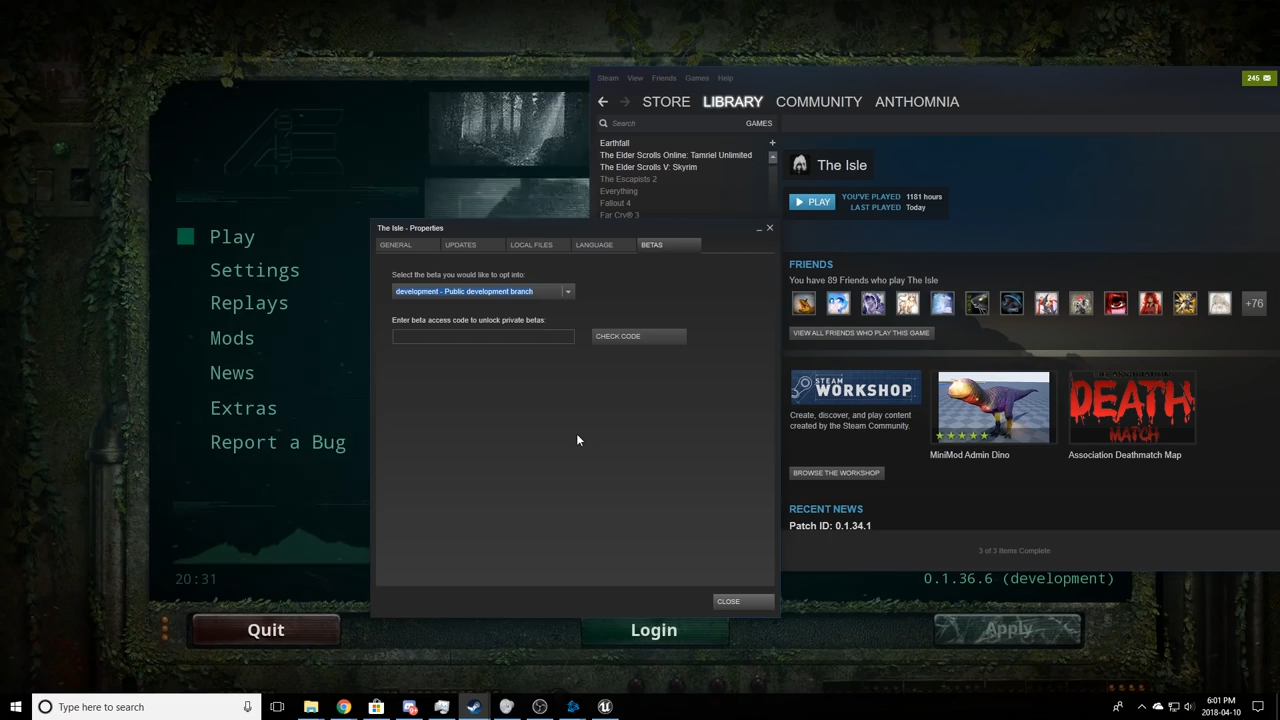 Steam View Friends Games Help
245
STORE LIBRARY COMMUNITY ANTHOMNIA
Search GAMES
Earthfall
The Elder Scrolls Online: Tamriel Unlimited
The Elder Scrolls V: Skyrim
The Escapists 2
Everything
Fallout 4
Far Cry® 3
The Isle
PLAY
YOU'VE PLAYED 1181 hours
LAST PLAYED Today
FRIENDS
You have 89 Friends who play The Isle
+76
VIEW ALL FRIENDS WHO PLAY THIS GAME
STEAM WORKSHOP
Create, discover, and play content
created by the Steam Community.
BROWSE THE WORKSHOP
MiniMod Admin Dino
ASSOCIATION
DEATH
MATCH
Association Deathmatch Map
RECENT NEWS
Patch ID: 0.1.34.1
3 of 3 Items Complete
The Isle - Properties
GENERAL UPDATES LOCAL FILES LANGUAGE BETAS
Select the beta you would like to opt into:
development - Public development branch
Enter beta access code to unlock private betas:
CHECK CODE
CLOSE
Play
Settings
Replays
Mods
News
Extras
Report a Bug
20:31
0.1.36.6 (development)
Quit Login Apply
Type here to search
6:01 PM
2018-04-10